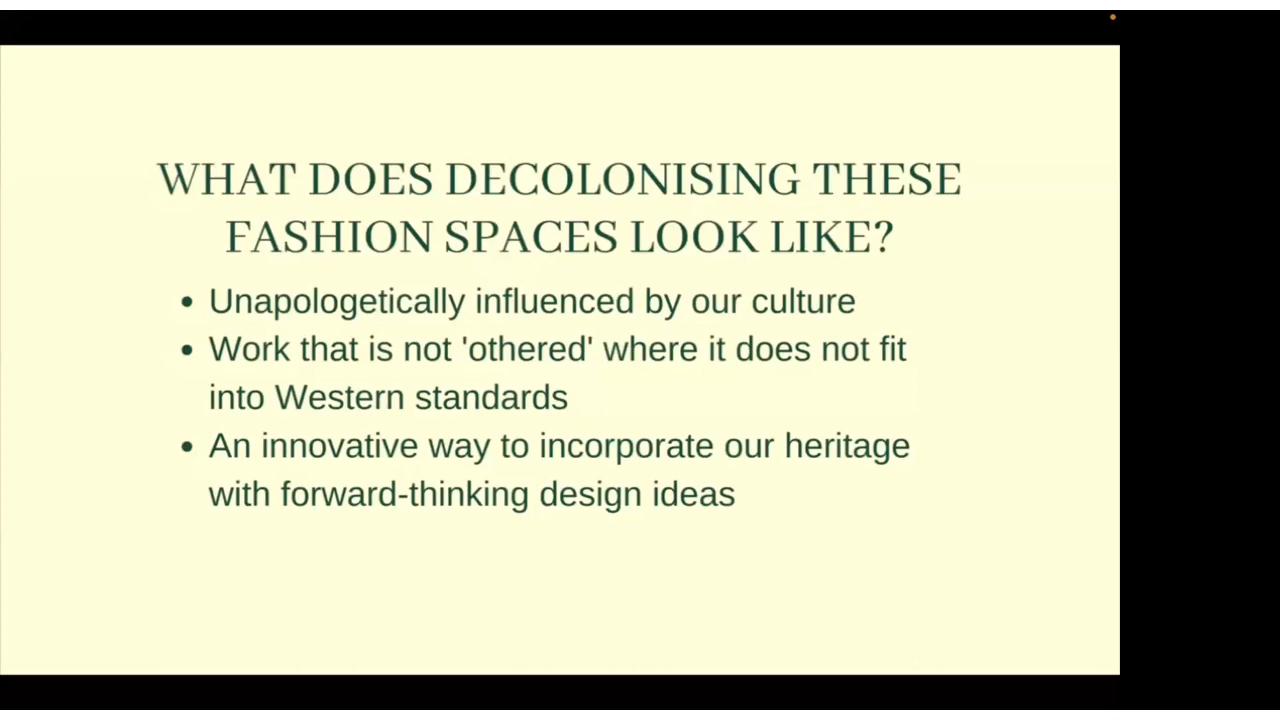 WHAT DOES DECOLONISING THESE
FASHION SPACES LOOK LIKE?
• Unapologetically influenced by our culture
• Work that is not 'othered' where it does not fit
into Western standards
• An innovative way to incorporate our heritage
with forward-thinking design ideas